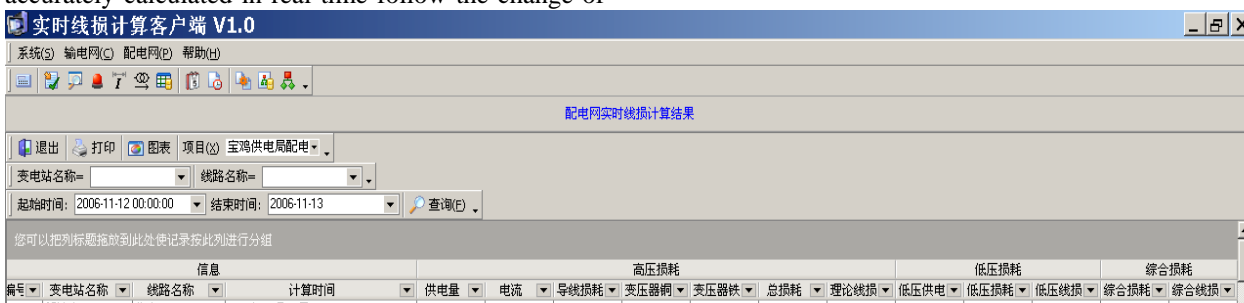 accurately calculated in real time follow the change of
实时线损计算客户端 V1.0
系统(S) 输电网(C) 配电网(P) 帮助(H)
配电网实时线损计算结果
退出 打印 图表 项目(X) 宝鸡供电局配电
变电站名称= 线路名称=
起始时间: 2006-11-12 00:00:00 结束时间: 2006-11-13 查询(F)
您可以把列标题拖放到此处使记录按此列进行分组
信息 高压损耗 低压损耗 综合损耗
编号 变电站名称 线路名称 计算时间 供电量 电流 导线损耗 变压器铜 变压器铁 总损耗 理论线损 低压供电 低压损耗 低压线损 综合损耗 综合线损